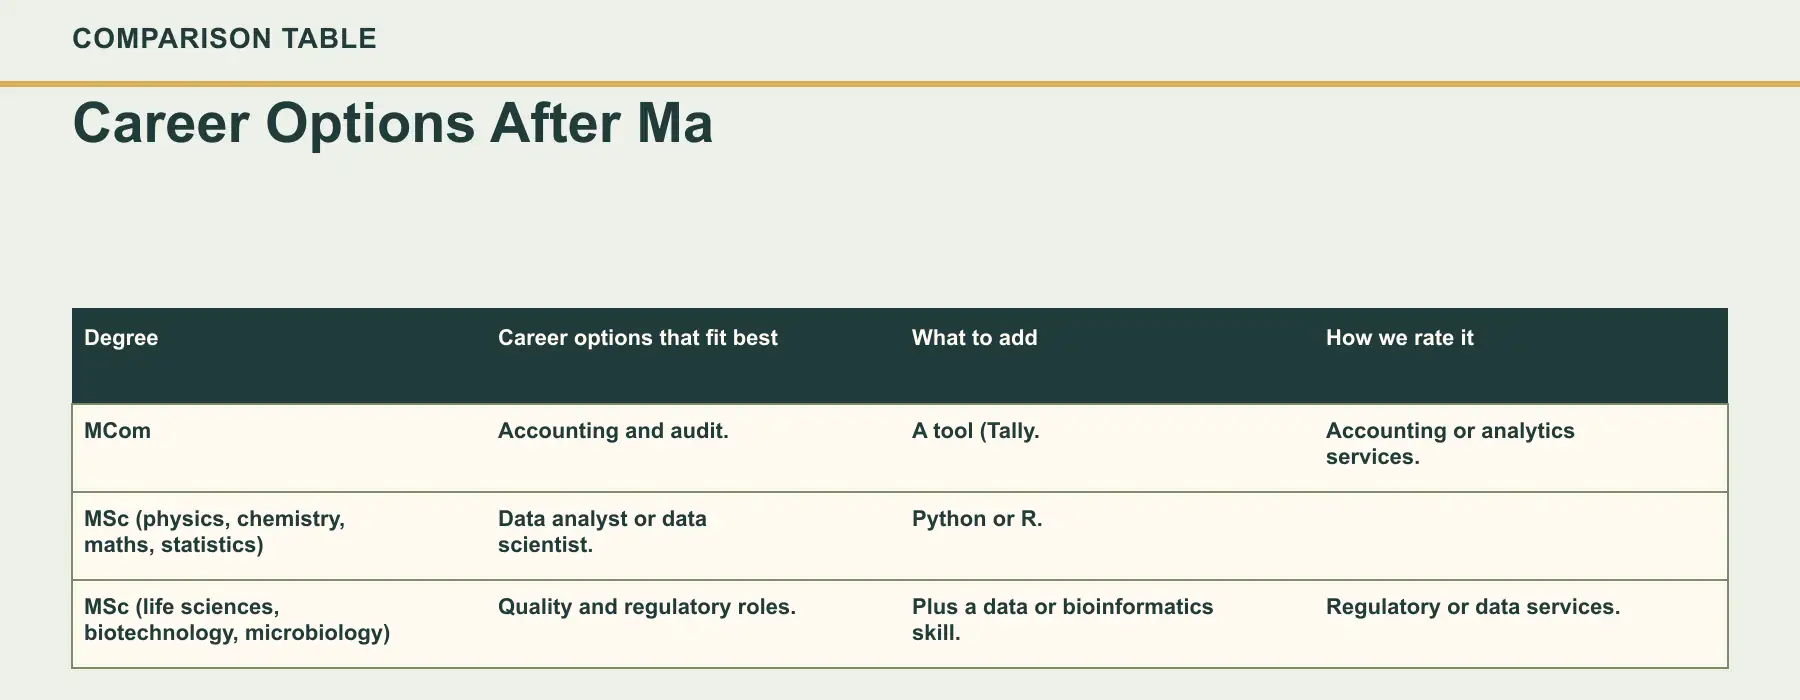 COMPARISON TABLE
Career Options After Ma
Degree
Career options that fit best
What to add
How we rate it
MCom
Accounting and audit.
A tool (Tally.
Accounting or analytics
services.
MSc (physics, chemistry,
maths, statistics)
Data analyst or data
scientist.
Python or R.
MSc (life sciences,
biotechnology, microbiology)
Quality and regulatory roles.
Plus a data or bioinformatics
skill.
Regulatory or data services.